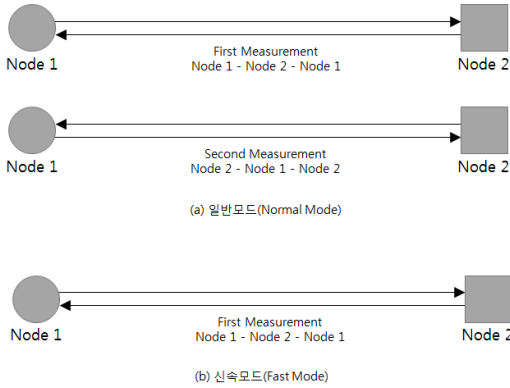 Node 1
Node 2
First Measurement
Node 1 - Node 2 - Node 1
Node 1
Node 2
Second Measurement
Node 2 - Node 1 - Node 2
(a) 일반모드(Normal Mode)
Node 1
Node 2
First Measurement
Node 1 - Node 2 - Node 1
(b) 신속모드(Fast Mode)